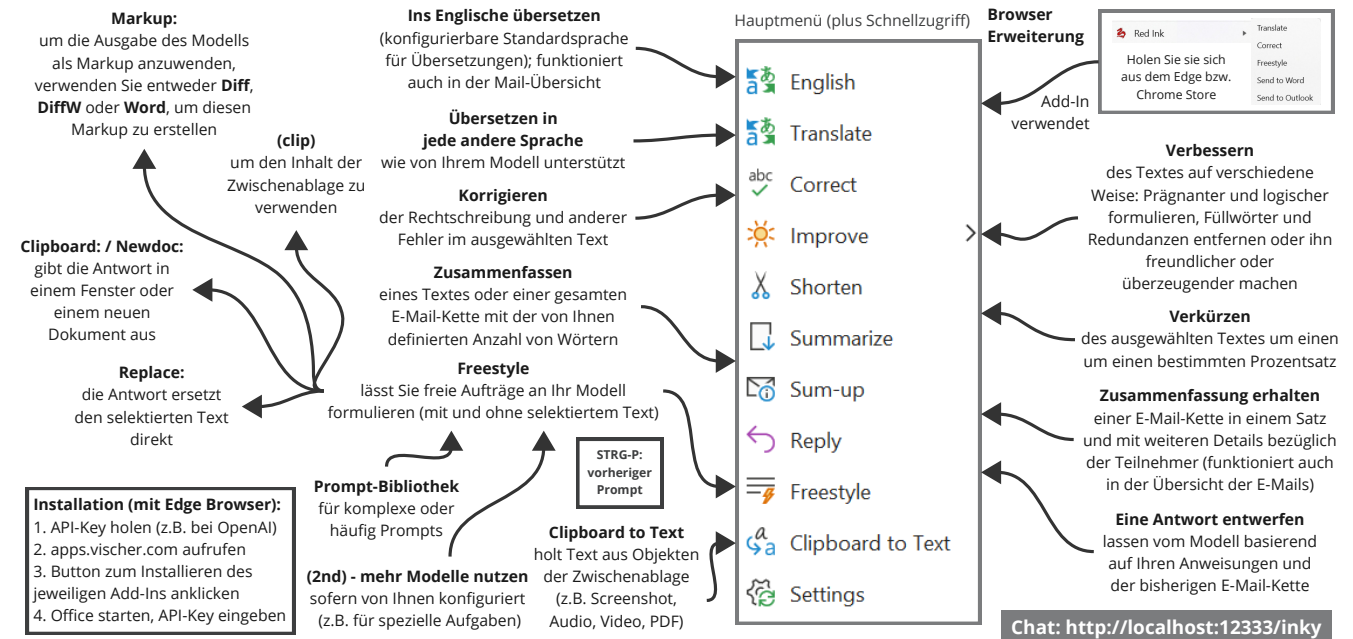 Markup:
um die Ausgabe des Modells
als Markup anzuwenden,
verwenden Sie entweder Diff,
DiffW oder Word, um diesen
Markup zu erstellen
(clip)
um den Inhalt der
Zwischenablage zu
verwenden
Clipboard: / Newdoc:
gibt die Antwort in
einem Fenster oder
einem neuen
Dokument aus
Replace:
die Antwort ersetzt
den selektierten Text
direkt
Installation (mit Edge Browser):
1. API-Key holen (z.B. bei OpenAI)
2. apps.vischer.com aufrufen
3. Button zum Installieren des
jeweiligen Add-Ins anklicken
4. Office starten, API-Key eingeben
Ins Englische übersetzen
(konfigurierbare Standardsprache
für Übersetzungen); funktioniert
auch in der Mail-Übersicht
Übersetzen in
jede andere Sprache
wie von Ihrem Modell unterstützt
Korrigieren
der Rechtschreibung und anderer
Fehler im ausgewählten Text
Zusammenfassen
eines Textes oder einer gesamten
E-Mail-Kette mit der von Ihnen
definierten Anzahl von Wörtern
Freestyle
lässt Sie freie Aufträge an Ihr Modell
formulieren (mit und ohne selektiertem Text)
STRG-P:
vorheriger
Prompt
Prompt-Bibliothek
für komplexe oder
häufig Prompts
(2nd) - mehr Modelle nutzen
sofern von Ihnen konfiguriert
(z.B. für spezielle Aufgaben)
Clipboard to Text
holt Text aus Objekten
der Zwischenablage
(z.B. Screenshot,
Audio, Video, PDF)
Hauptmenü (plus Schnellzugriff)
English
Translate
abc
Correct
Improve
Shorten
Summarize
Sum-up
Reply
Freestyle
Clipboard to Text
Settings
Browser
Erweiterung
Red Ink
Holen Sie sie sich
aus dem Edge bzw.
Chrome Store
Translate
Correct
Freestyle
Send to Word
Send to Outlook
Add-In
verwendet
Verbessern
des Textes auf verschiedene
Weise: Prägnanter und logischer
formulieren, Füllwörter und
Redundanzen entfernen oder ihn
freundlicher oder
überzeugender machen
Verkürzen
des ausgewählten Textes um einen
um einen bestimmten Prozentsatz
Zusammenfassung erhalten
einer E-Mail-Kette in einem Satz
und mit weiteren Details bezüglich
der Teilnehmer (funktioniert auch
in der Übersicht der E-Mails)
Eine Antwort entwerfen
lassen vom Modell basierend
auf Ihren Anweisungen und
der bisherigen E-Mail-Kette
Chat: http://localhost:12333/inky